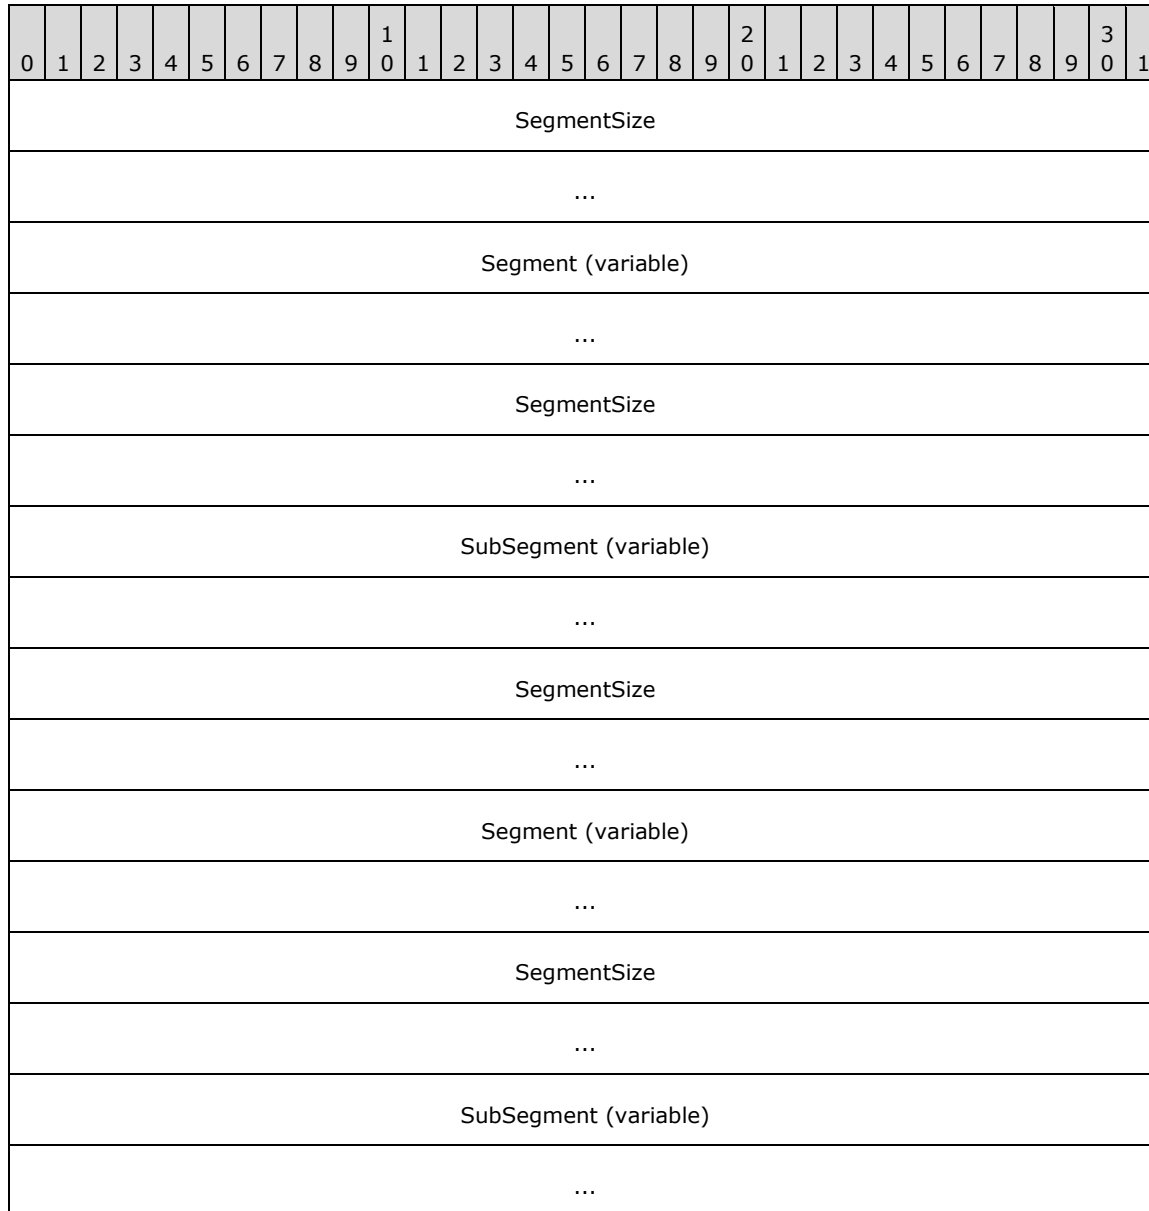 1 2 3
0 1 2 3 4 5 6 7 8 9 0 1 2 3 4 5 6 7 8 9 0 1 2 3 4 5 6 7 8 9 0 1
SegmentSize
...
Segment (variable)
...
SegmentSize
...
SubSegment (variable)
...
SegmentSize
...
Segment (variable)
...
SegmentSize
...
SubSegment (variable)
...